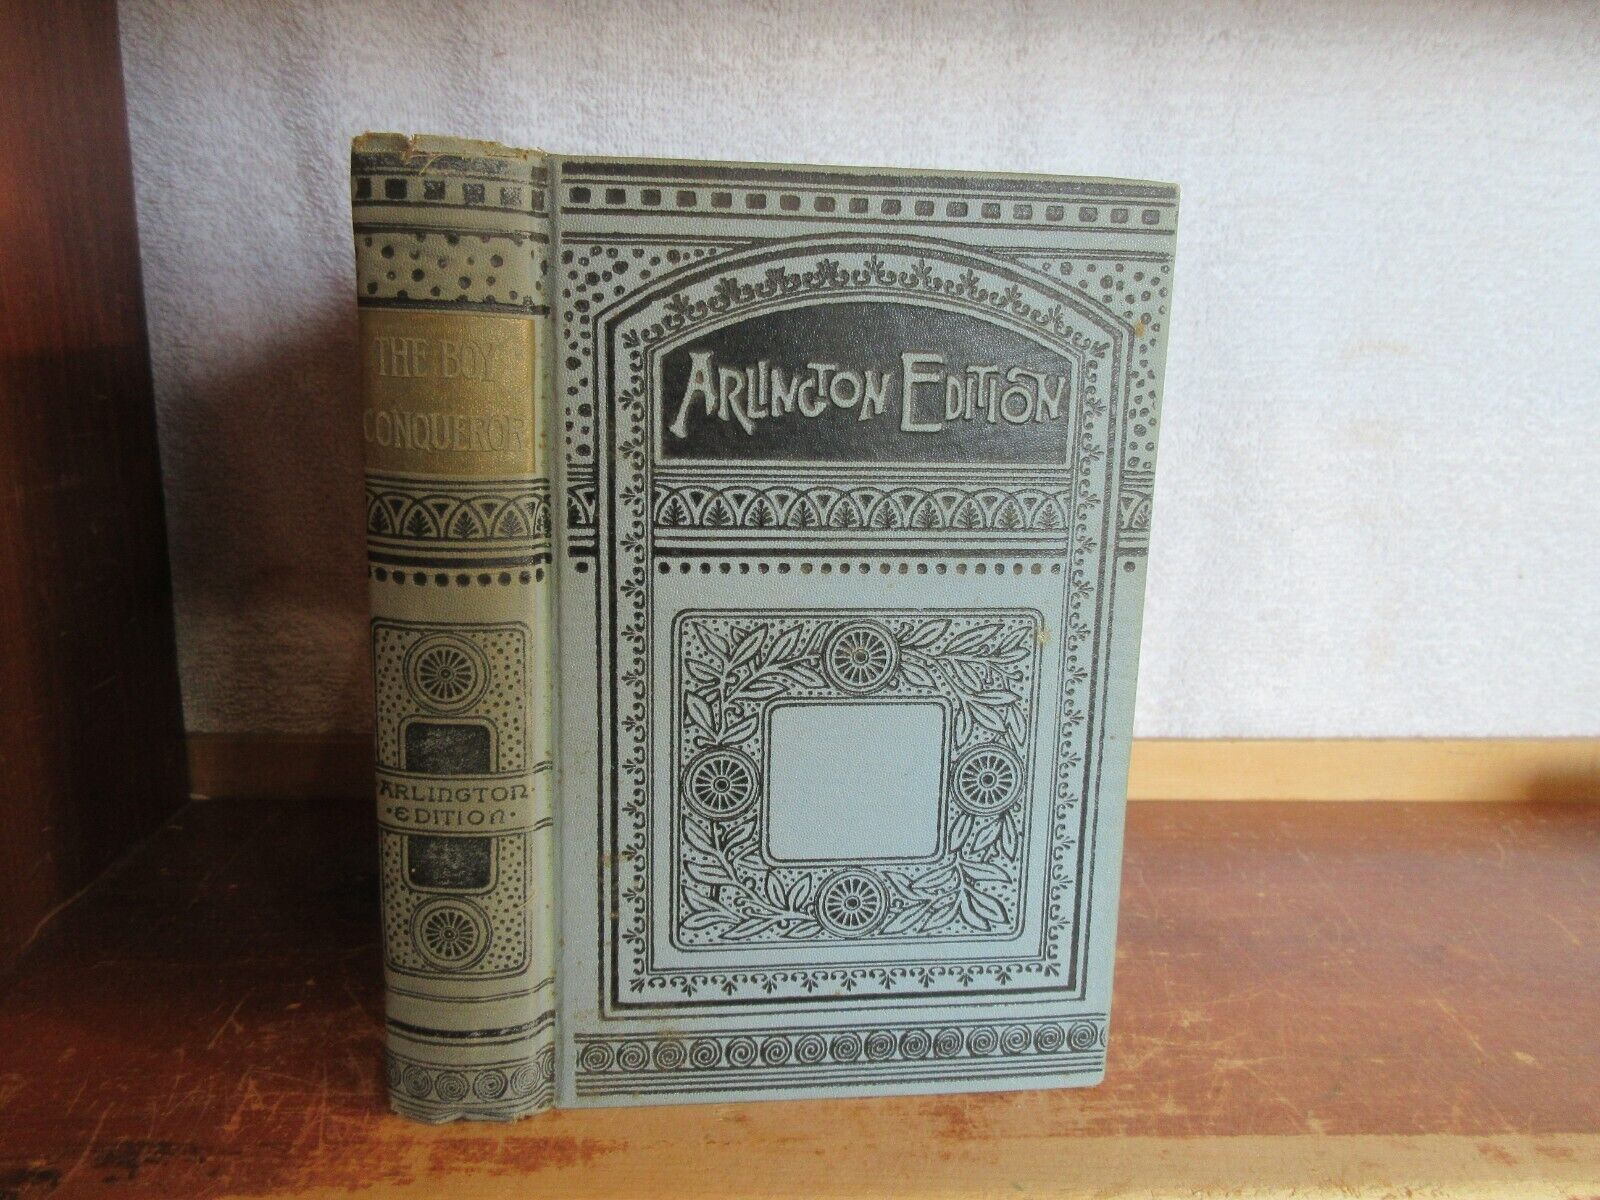 THE BOY
CONQUEROR
ARLINGTON
·EDITION·
ARLINGTON EDITION